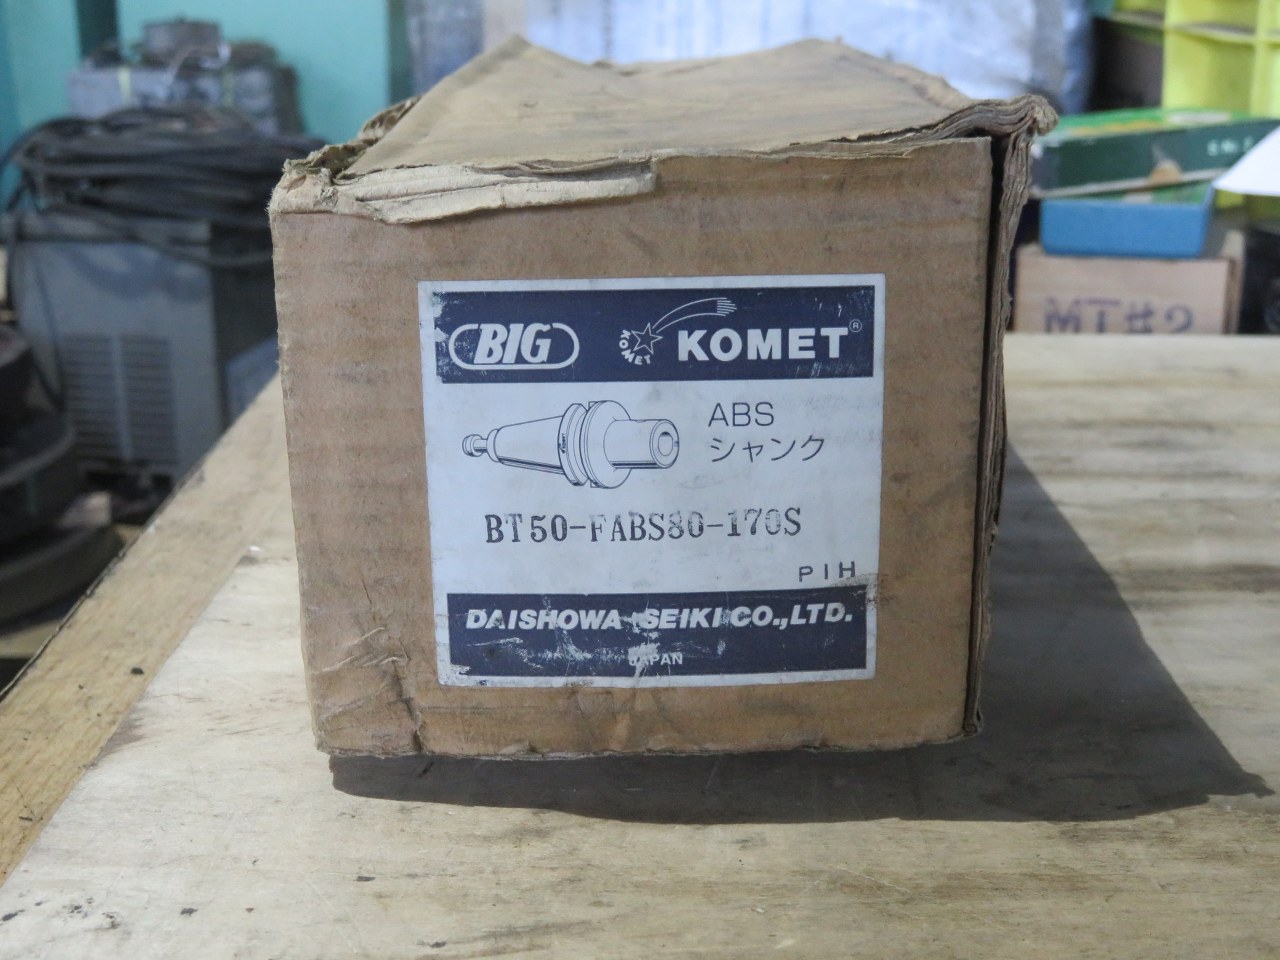 BIG
KOMET
KOMET®
ABS
シャンク
BT50-FABS80-170S
PIH
DAISHOWA SEIKI CO.,LTD.
JAPAN
MT#2